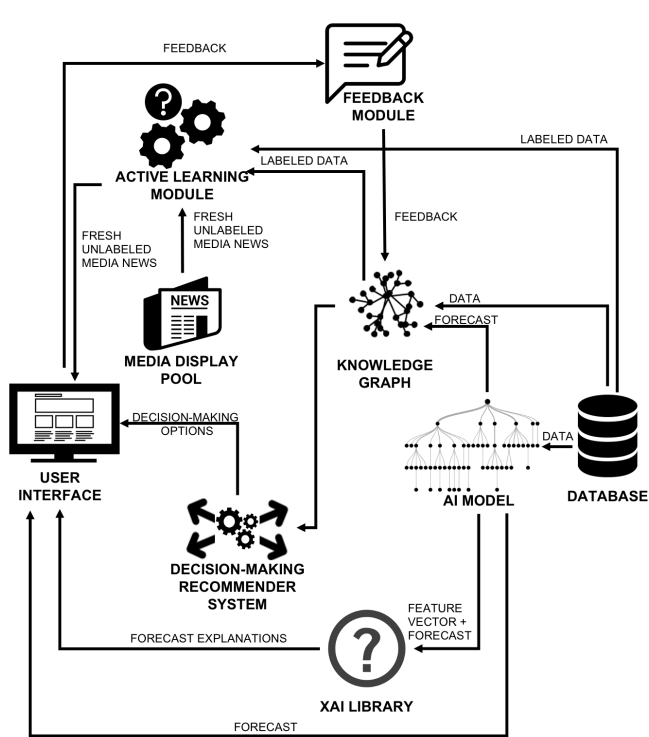 FEEDBACK
FEEDBACK
MODULE
LABELED DATA
LABELED DATA
ACTIVE LEARNING
MODULE
FEEDBACK
FRESH
UNLABELED
MEDIA NEWS
FRESH
UNLABELED
MEDIA NEWS
NEWS
DATA
FORECAST
MEDIA DISPLAY
POOL
KNOWLEDGE
GRAPH
DECISION-MAKING
OPTIONS
DATA
USER
INTERFACE
AI MODEL
DATABASE
DECISION-MAKING
RECOMMENDER
SYSTEM
FEATURE
VECTOR +
FORECAST
FORECAST EXPLANATIONS
?
XAI LIBRARY
FORECAST
?